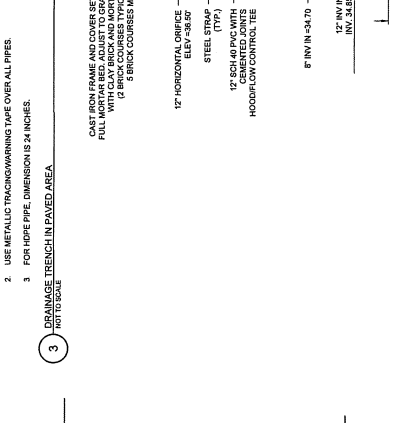 2. USE METALLIC TRACING/WARNING TAPE OVER ALL PIPES.
3 FOR HDPE PIPE, DIMENSION IS 24 INCHES.
3
DRAINAGE TRENCH IN PAVED AREA
NOT TO SCALE
CAST IRON FRAME AND COVER SE
FULL MORTAR BED. ADJUST TO GRA
WITH CLAY BRICK AND MORT
(2 BRICK COURSES TYPIC
5 BRICK COURSES M
12" HORIZONTAL ORIFICE
ELEV =36.50'
STEEL STRAP
(TYP.)
12" SCH 40 PVC WITH
CEMENTED JOINTS
HOOD/FLOW CONTROL TEE
8" INV IN =34.70
12" INV I
INV. 34.8